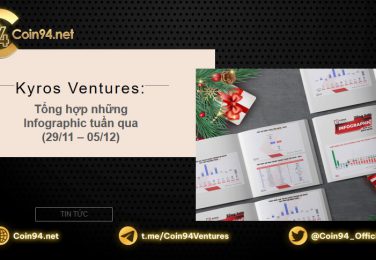 Coin94.net
Kyros Ventures:
Tổng hợp những
Infographic tuần qua
(29/11 – 05/12)
INFOGRAPHIC
TIN TỨC
Coin94.net
t.me/Coin94Ventures
@Coin94_Offic